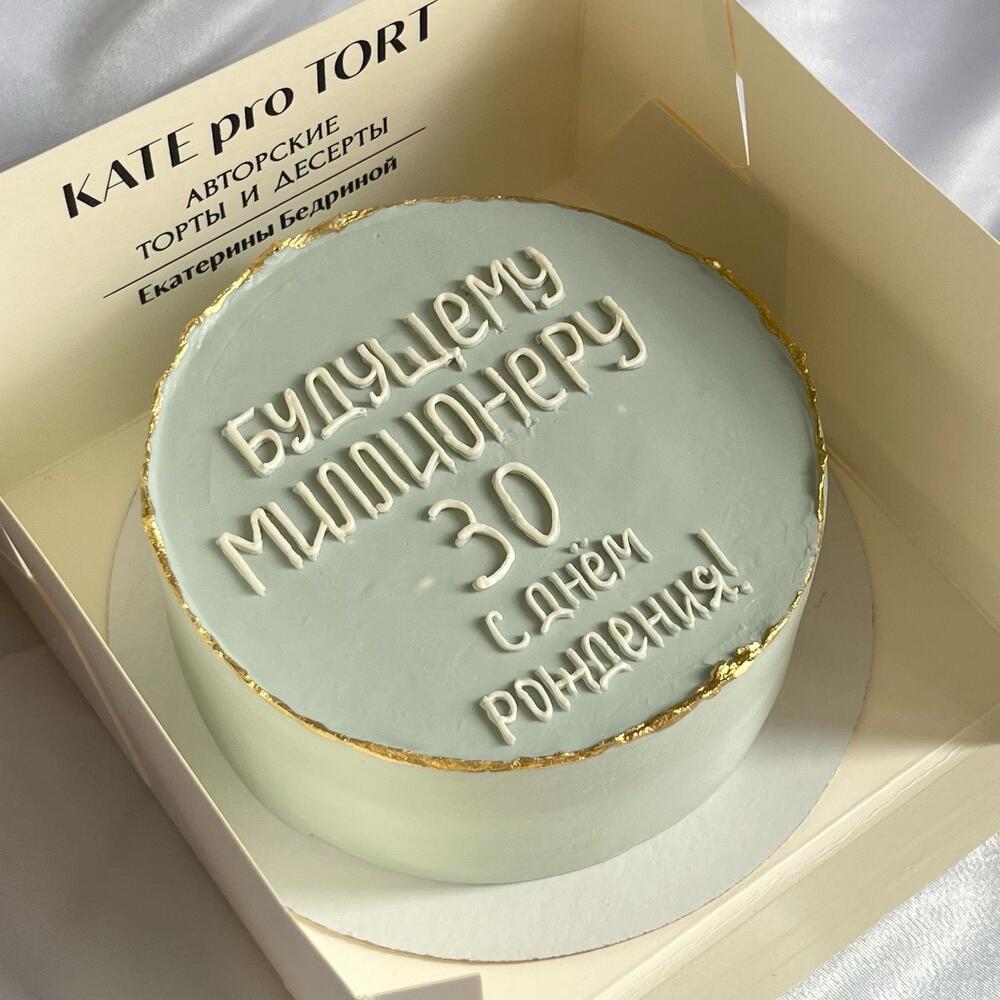 KATE pro TORT
АВТОРСКИЕ
ТОРТЫ И ДЕСЕРТЫ
Екатерины Бедриной
БУДУЩеМУ
МИЛЛИОНеРУ
30
С ДНЁМ
РОЖДеНИЯ!